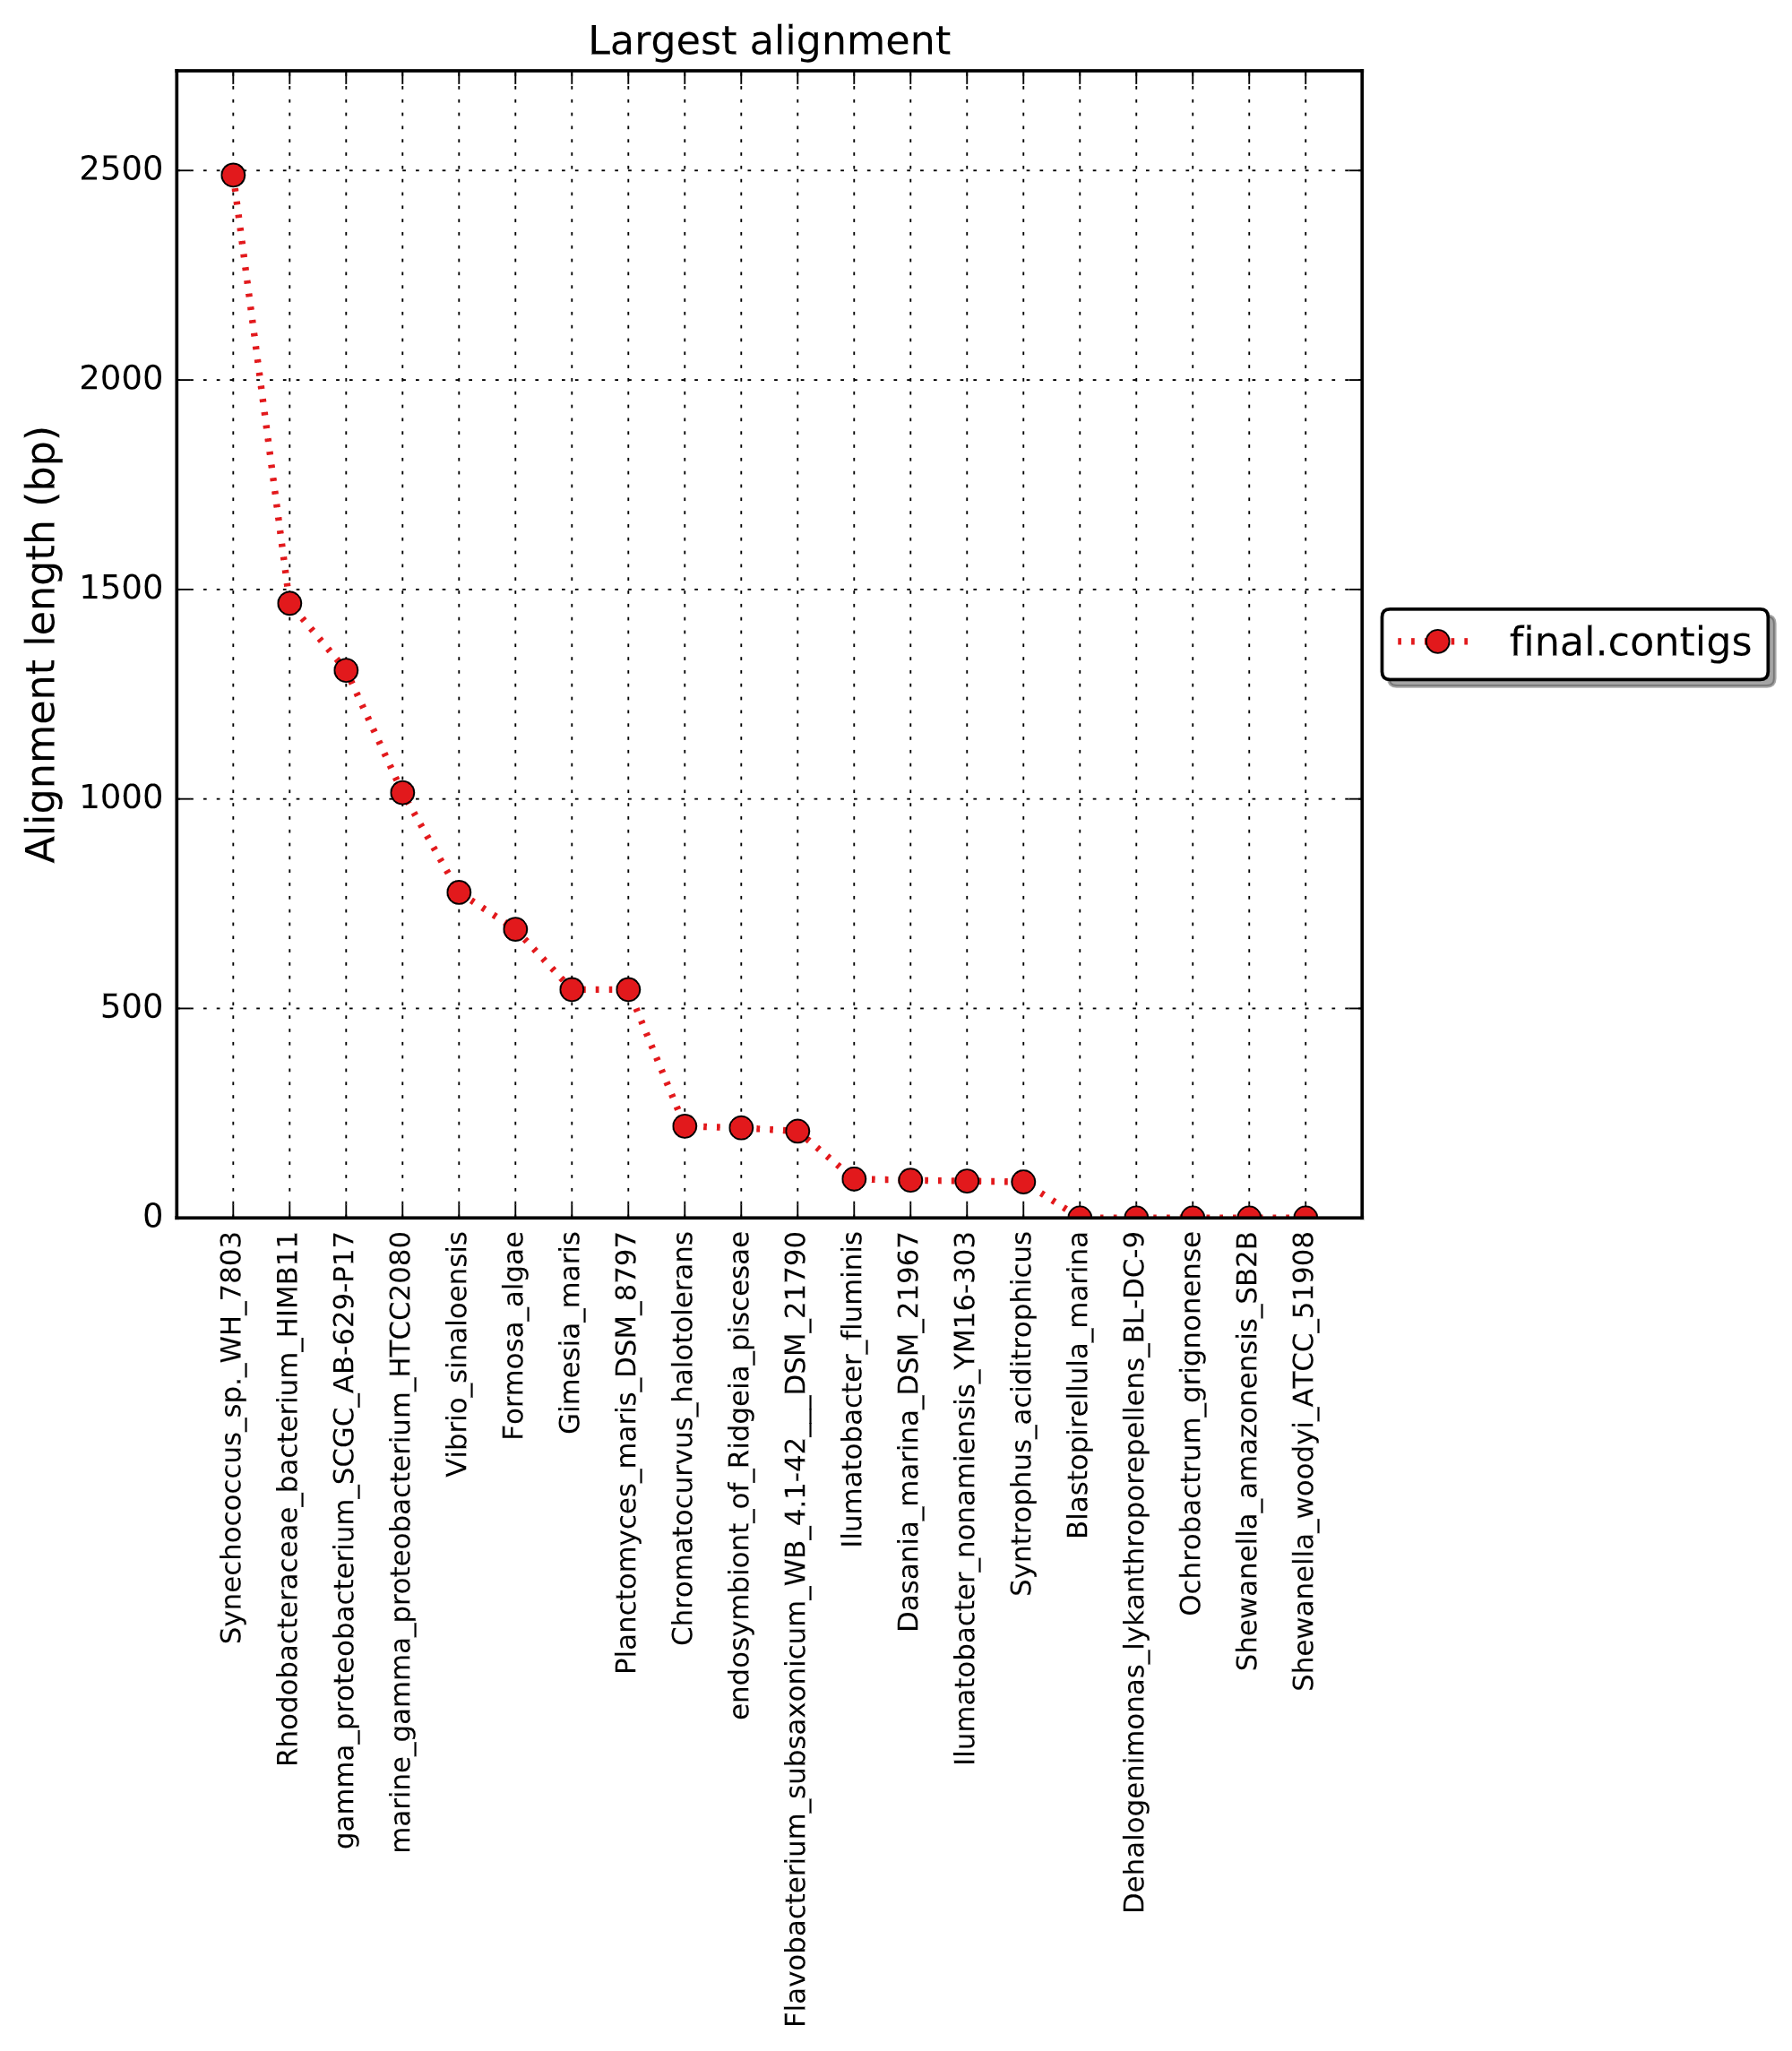 Largest alignment
Alignment length (bp)
2500
2000
1500
1000
500
0
final.contigs
Synechococcus_sp._WH_7803
Rhodobacteraceae_bacterium_HIMB11
gamma_proteobacterium_SCGC_AB-629-P17
marine_gamma_proteobacterium_HTCC2080
Vibrio_sinaloensis
Formosa_algae
Gimesia_maris
Planctomyces_maris_DSM_8797
Chromatocurvus_halotolerans
endosymbiont_of_Ridgeia_piscesae
Flavobacterium_subsaxonicum_WB_4.1-42___DSM_21790
Ilumatobacter_fluminis
Dasania_marina_DSM_21967
Ilumatobacter_nonamiensis_YM16-303
Syntrophus_aciditrophicus
Blastopirellula_marina
Dehalogenimonas_lykanthroporepellens_BL-DC-9
Ochrobactrum_grignonense
Shewanella_amazonensis_SB2B
Shewanella_woodyi_ATCC_51908